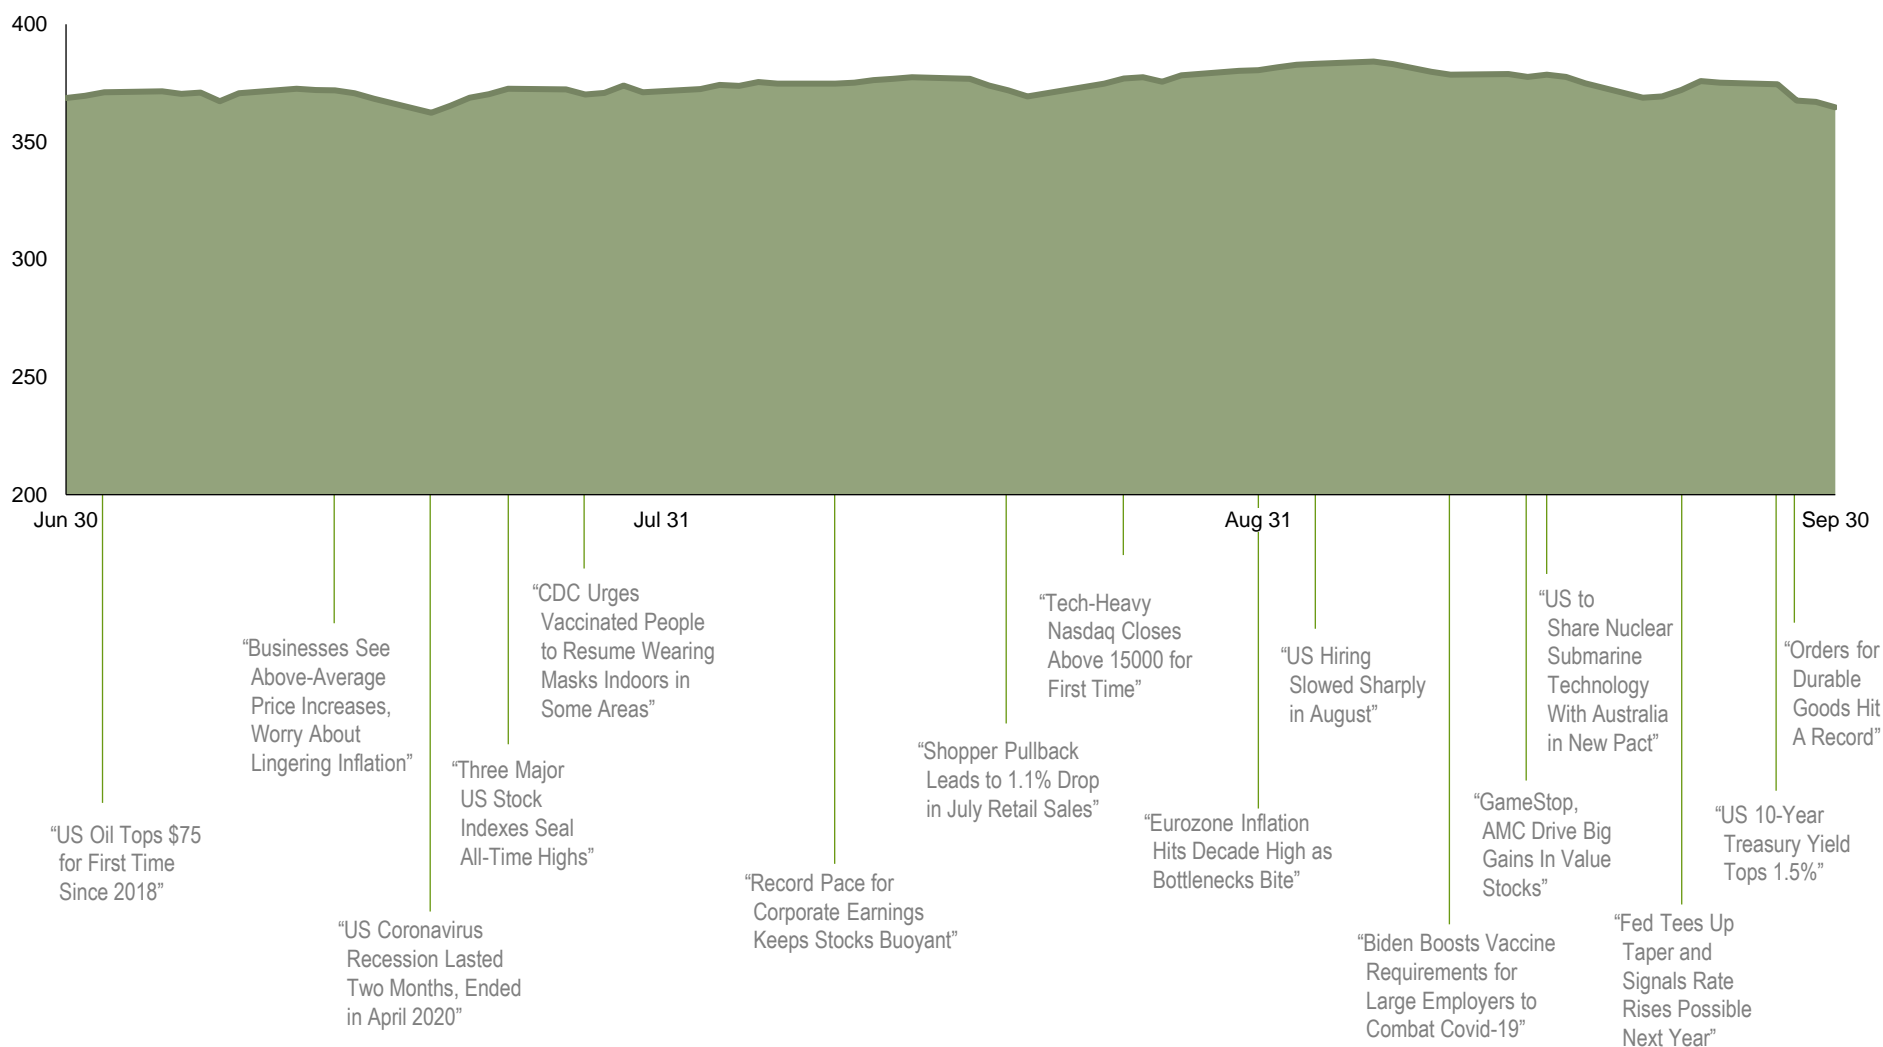 400
350
300
250
200
Jun 30
Jul 31
Aug 31
Sep 30
“US Oil Tops $75
for First Time
Since 2018”
“Businesses See
Above-Average
Price Increases,
Worry About
Lingering Inflation”
“US Coronavirus
Recession Lasted
Two Months, Ended
in April 2020”
“Three Major
US Stock
Indexes Seal
All-Time Highs”
“CDC Urges
Vaccinated People
to Resume Wearing
Masks Indoors in
Some Areas”
“Record Pace for
Corporate Earnings
Keeps Stocks Buoyant”
“Shopper Pullback
Leads to 1.1% Drop
in July Retail Sales”
“Tech-Heavy
Nasdaq Closes
Above 15000 for
First Time”
“Eurozone Inflation
Hits Decade High as
Bottlenecks Bite”
“US Hiring
Slowed Sharply
in August”
“Biden Boosts Vaccine
Requirements for
Large Employers to
Combat Covid-19”
“GameStop,
AMC Drive Big
Gains In Value
Stocks”
“US to
Share Nuclear
Submarine
Technology
With Australia
in New Pact”
“Fed Tees Up
Taper and
Signals Rate
Rises Possible
Next Year”
“US 10-Year
Treasury Yield
Tops 1.5%”
“Orders for
Durable
Goods Hit
A Record”